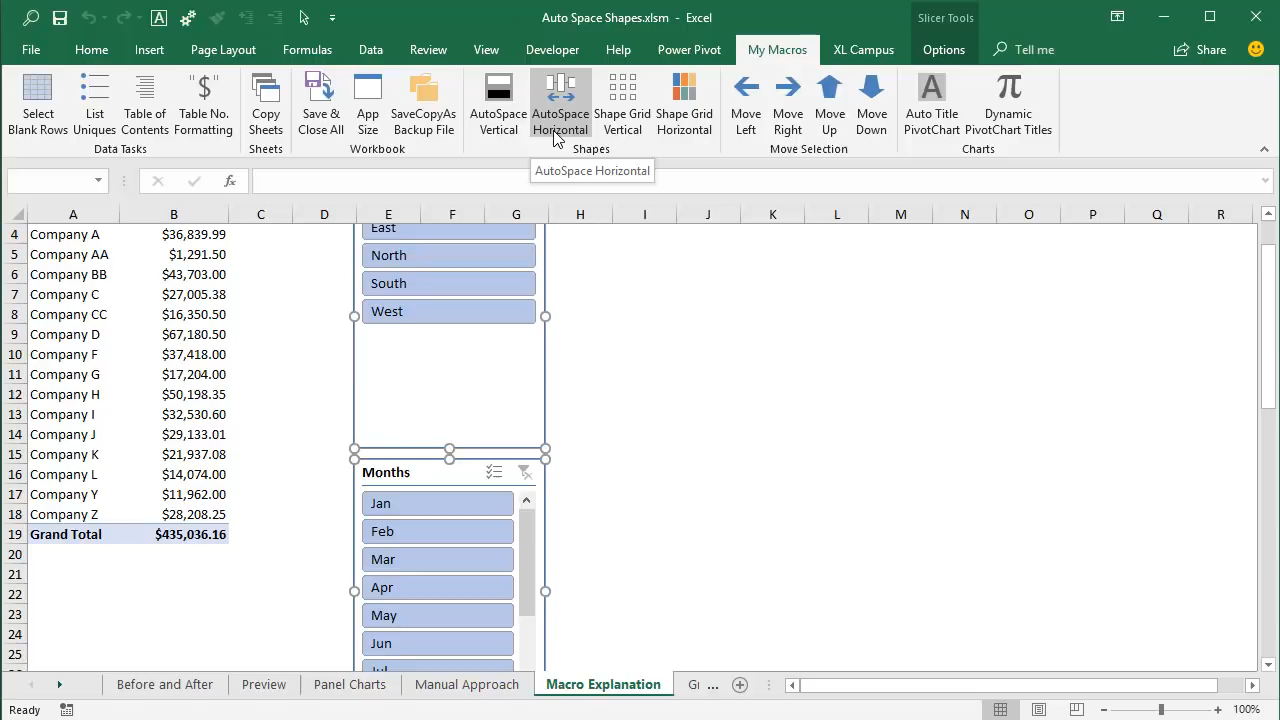 Auto Space Shapes.xlsm - Excel
Slicer Tools
File Home Insert Page Layout Formulas Data Review View Developer Help Power Pivot My Macros XL Campus Options Tell me Share
Select Blank Rows
List Uniques
Table of Contents
Table No. Formatting
Data Tasks
Copy Sheets
Sheets
Save & Close All
App Size
SaveCopyAs Backup File
Workbook
AutoSpace Vertical
AutoSpace Horizontal
Shape Grid Vertical
Shape Grid Horizontal
Shapes
Move Left
Move Right
Move Up
Move Down
Move Selection
Auto Title PivotChart
Dynamic PivotChart Titles
Charts
AutoSpace Horizontal
fx
A B C D E F G H I J K L M N O P Q R
4 Company A $36,839.99
5 Company AA $1,291.50
6 Company BB $43,703.00
7 Company C $27,005.38
8 Company CC $16,350.50
9 Company D $67,180.50
10 Company F $37,418.00
11 Company G $17,204.00
12 Company H $50,198.35
13 Company I $32,530.60
14 Company J $29,133.01
15 Company K $21,937.08
16 Company L $14,074.00
17 Company Y $11,962.00
18 Company Z $28,208.25
19 Grand Total $435,036.16
20
21
22
23
24
25
East
North
South
West
Months
Jan
Feb
Mar
Apr
May
Jun
Jul
Before and After Preview Panel Charts Manual Approach Macro Explanation ...
Ready
100%